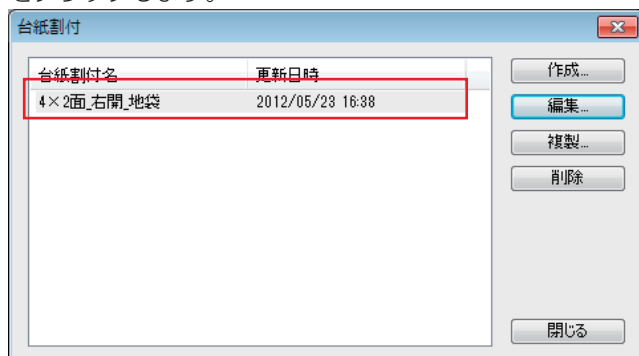 台紙割付
台紙割付名 更新日時
4×2面_右開_地袋 2012/05/23 16:38
作成...
編集...
複製...
削除
閉じる